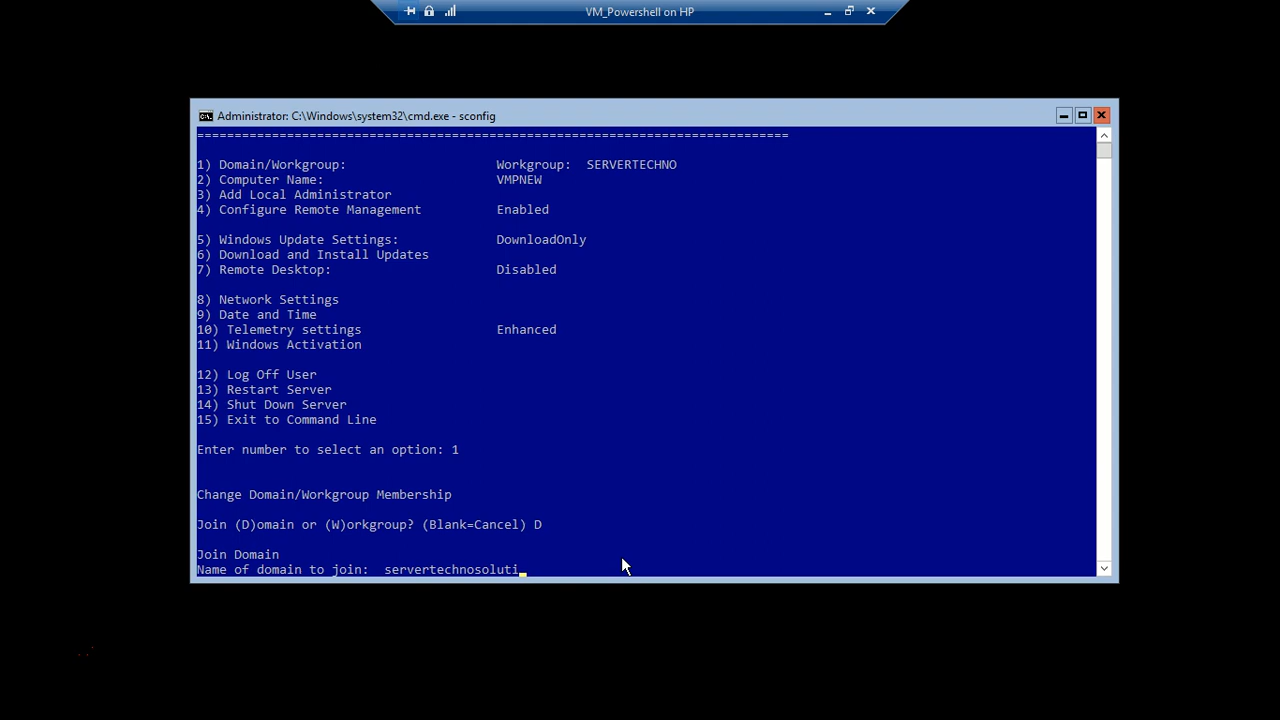 VM_Powershell on HP
Administrator: C:\Windows\system32\cmd.exe - sconfig
===============================================================================
1) Domain/Workgroup: Workgroup: SERVERTECHNO
2) Computer Name: VMPNEW
3) Add Local Administrator
4) Configure Remote Management Enabled
5) Windows Update Settings: DownloadOnly
6) Download and Install Updates
7) Remote Desktop: Disabled
8) Network Settings
9) Date and Time
10) Telemetry settings Enhanced
11) Windows Activation
12) Log Off User
13) Restart Server
14) Shut Down Server
15) Exit to Command Line
Enter number to select an option: 1
Change Domain/Workgroup Membership
Join (D)omain or (W)orkgroup? (Blank=Cancel) D
Join Domain
Name of domain to join: servertechnosoluti_